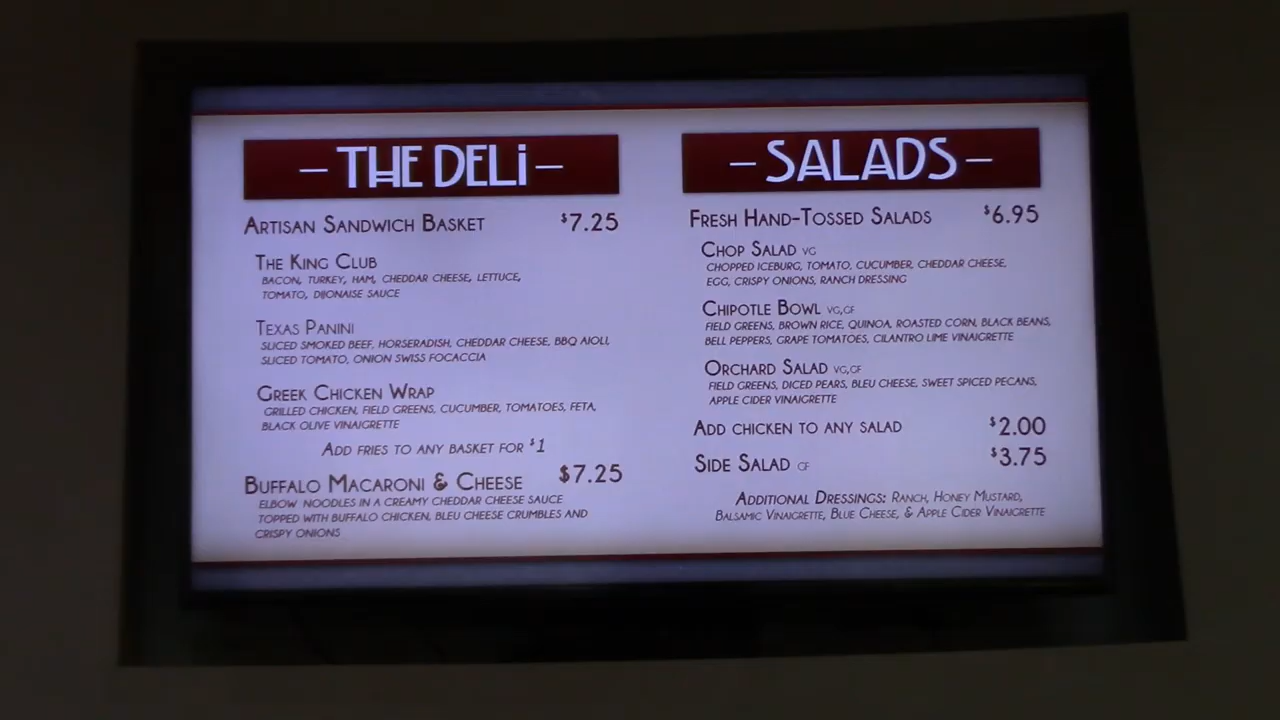 – THE DELi –
ARTISAN SANDWICH BASKET $7.25
THE KING CLUB
BACON, TURKEY, HAM, CHEDDAR CHEESE, LETTUCE,
TOMATO, DIJONAISE SAUCE
TEXAS PANINI
SLICED SMOKED BEEF, HORSERADISH, CHEDDAR CHEESE, BBQ AIOLI,
SLICED TOMATO, ONION SWISS FOCACCIA
GREEK CHICKEN WRAP
GRILLED CHICKEN, FIELD GREENS, CUCUMBER, TOMATOES, FETA,
BLACK OLIVE VINAIGRETTE
ADD FRIES TO ANY BASKET FOR $1
BUFFALO MACARONI & CHEESE $7.25
ELBOW NOODLES IN A CREAMY CHEDDAR CHEESE SAUCE
TOPPED WITH BUFFALO CHICKEN, BLEU CHEESE CRUMBLES AND
CRISPY ONIONS
– SALADS –
FRESH HAND-TOSSED SALADS $6.95
CHOP SALAD VG
CHOPPED ICEBURG, TOMATO, CUCUMBER, CHEDDAR CHEESE,
EGG, CRISPY ONIONS, RANCH DRESSING
CHIPOTLE BOWL VG,GF
FIELD GREENS, BROWN RICE, QUINOA, ROASTED CORN, BLACK BEANS,
BELL PEPPERS, GRAPE TOMATOES, CILANTRO LIME VINAIGRETTE
ORCHARD SALAD VG,GF
FIELD GREENS, DICED PEARS, BLEU CHEESE, SWEET SPICED PECANS,
APPLE CIDER VINAIGRETTE
ADD CHICKEN TO ANY SALAD $2.00
SIDE SALAD GF $3.75
ADDITIONAL DRESSINGS: RANCH, HONEY MUSTARD,
BALSAMIC VINAIGRETTE, BLUE CHEESE, & APPLE CIDER VINAIGRETTE